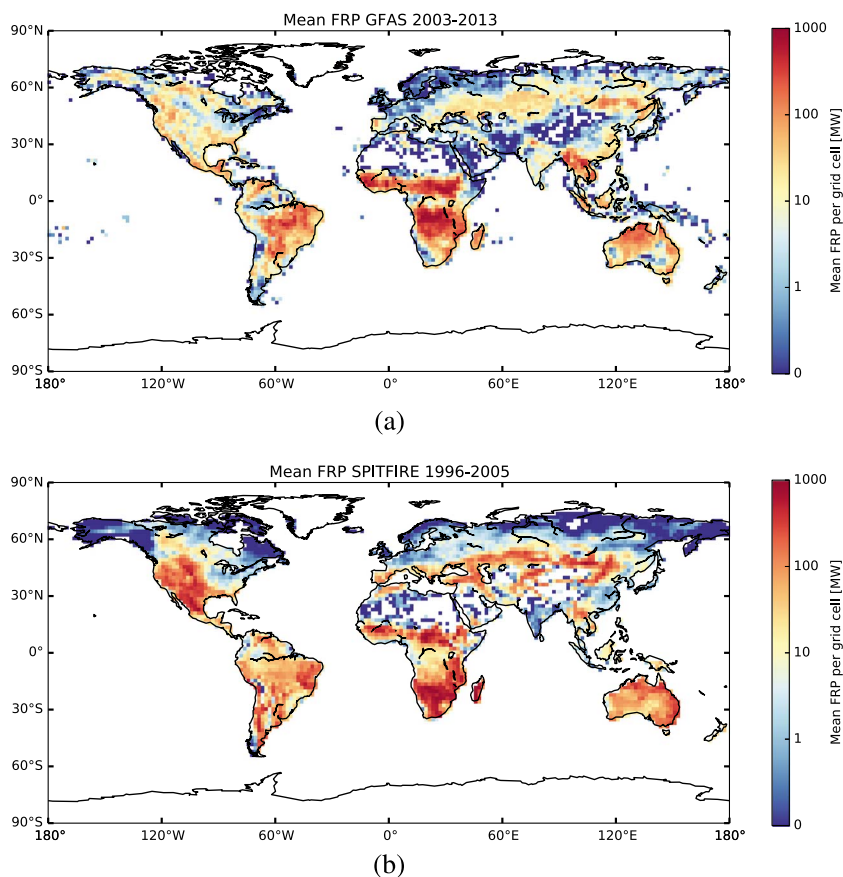 Mean FRP GFAS 2003-2013
90°N
60°N
30°N
0°
30°S
60°S
90°S
180°
120°W
60°W
0°
60°E
120°E
180°
1000
100
10
1
0
Mean FRP per grid cell [MW]
(a)
Mean FRP SPITFIRE 1996-2005
90°N
60°N
30°N
0°
30°S
60°S
90°S
180°
120°W
60°W
0°
60°E
120°E
180°
1000
100
10
1
0
Mean FRP per grid cell [MW]
(b)